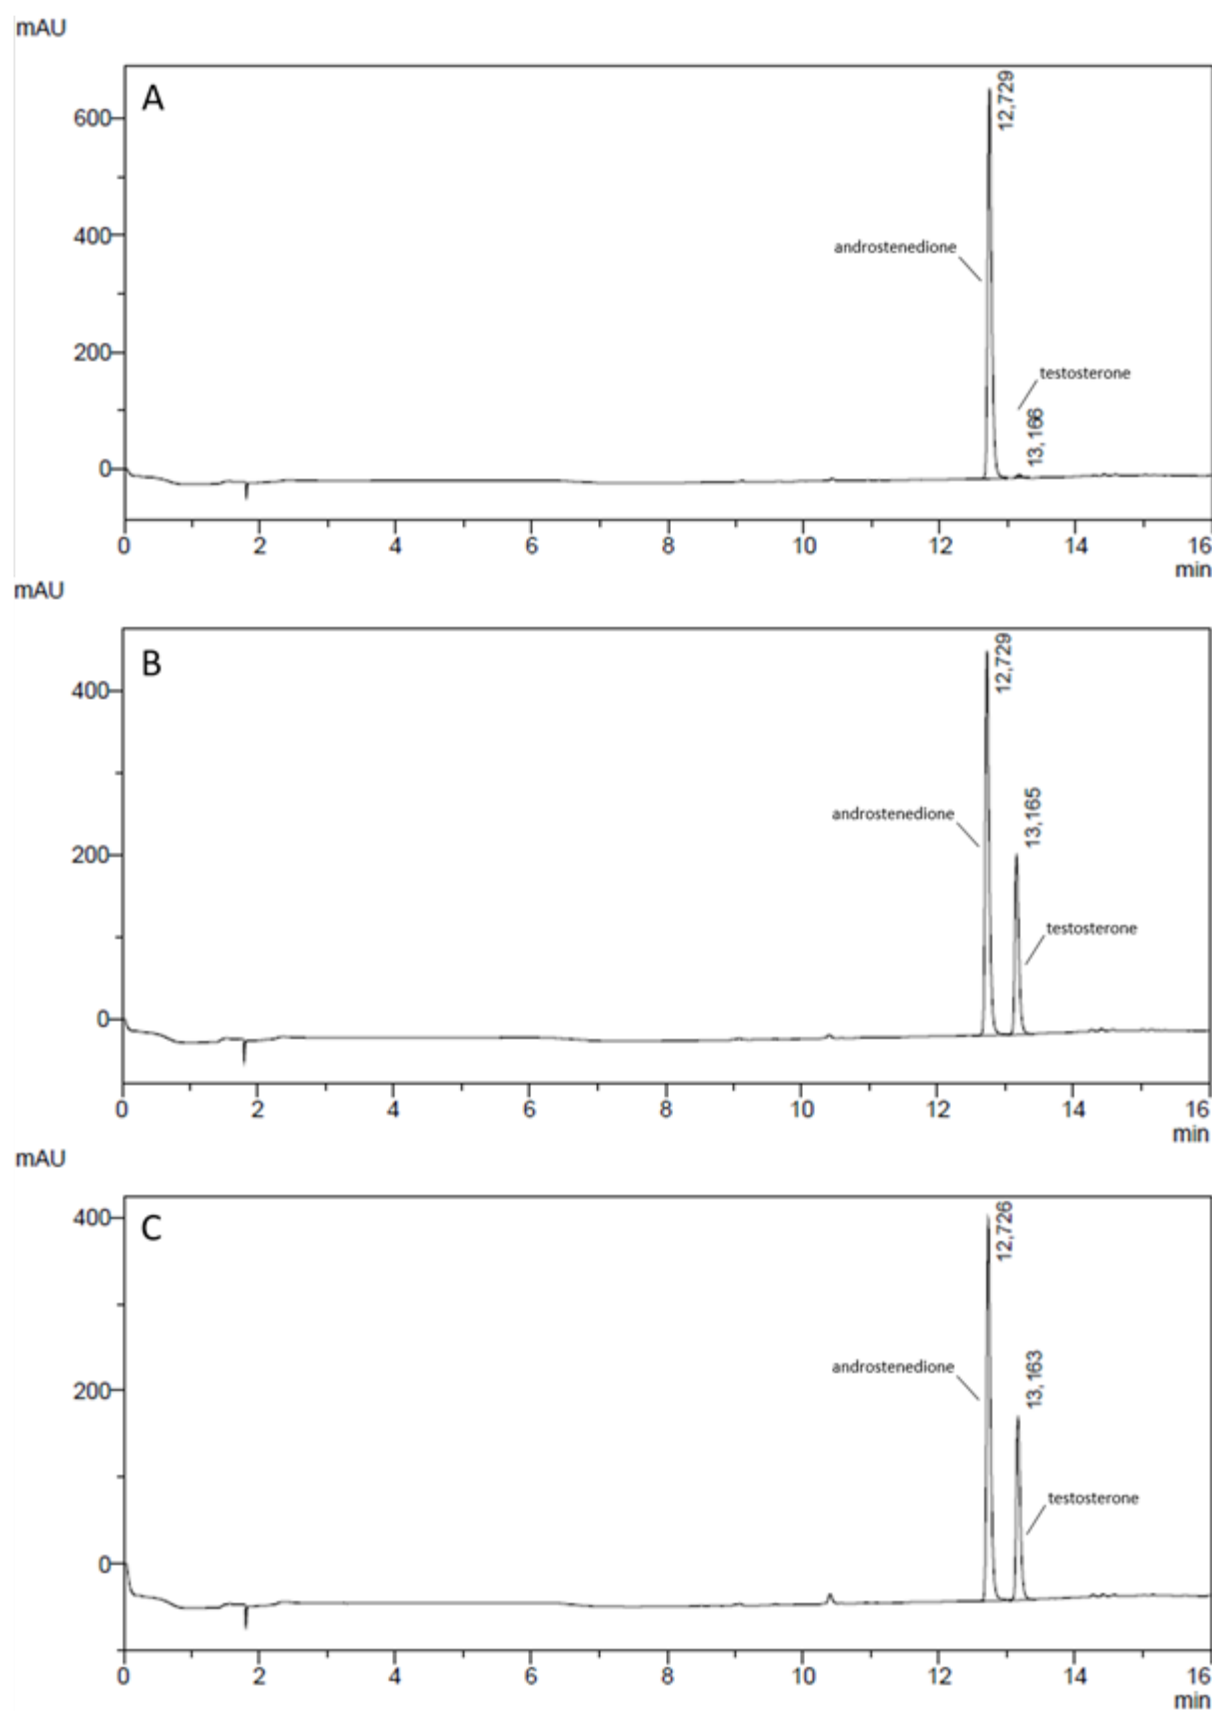 mAU
A
600
400
200
0
12,729
androstenedione
testosterone
13,166
0 2 4 6 8 10 12 14 16
min
mAU
B
400
200
0
12,729
13,165
androstenedione
testosterone
0 2 4 6 8 10 12 14 16
min
mAU
C
400
200
0
12,726
13,163
androstenedione
testosterone
0 2 4 6 8 10 12 14 16
min